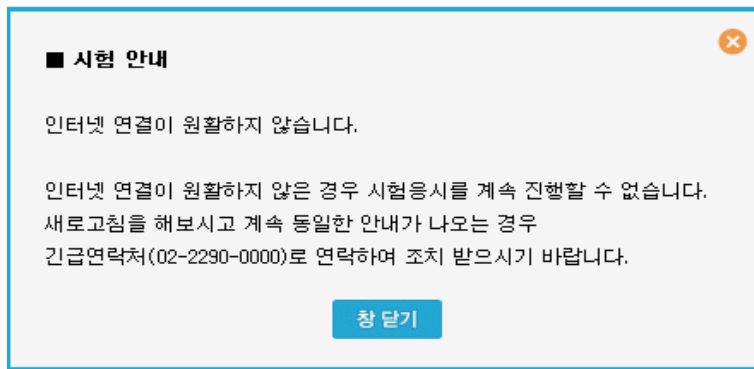 ■ 시험 안내
인터넷 연결이 원활하지 않습니다.
인터넷 연결이 원활하지 않은 경우 시험응시를 계속 진행할 수 없습니다.
새로고침을 해보시고 계속 동일한 안내가 나오는 경우
긴급연락처(02-2290-0000)로 연락하여 조치 받으시기 바랍니다.
창 닫기